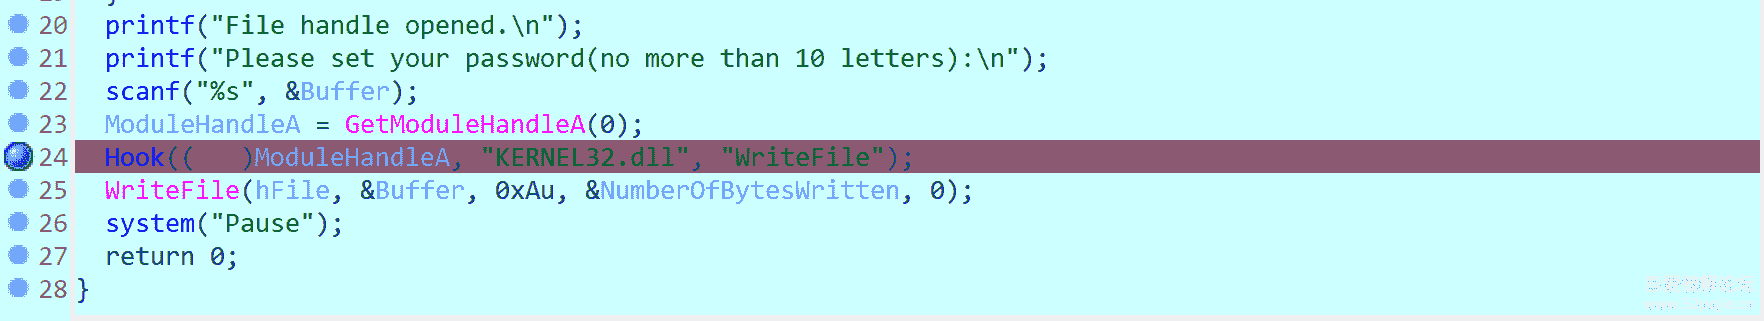 20 printf("File handle opened.\n");
21 printf("Please set your password(no more than 10 letters):\n");
22 scanf("%s", &Buffer);
23 ModuleHandleA = GetModuleHandleA(0);
24 Hook(( )ModuleHandleA, "KERNEL32.dll", "WriteFile");
25 WriteFile(hFile, &Buffer, 0xAu, &NumberOfBytesWritten, 0);
26 system("Pause");
27 return 0;
28 }